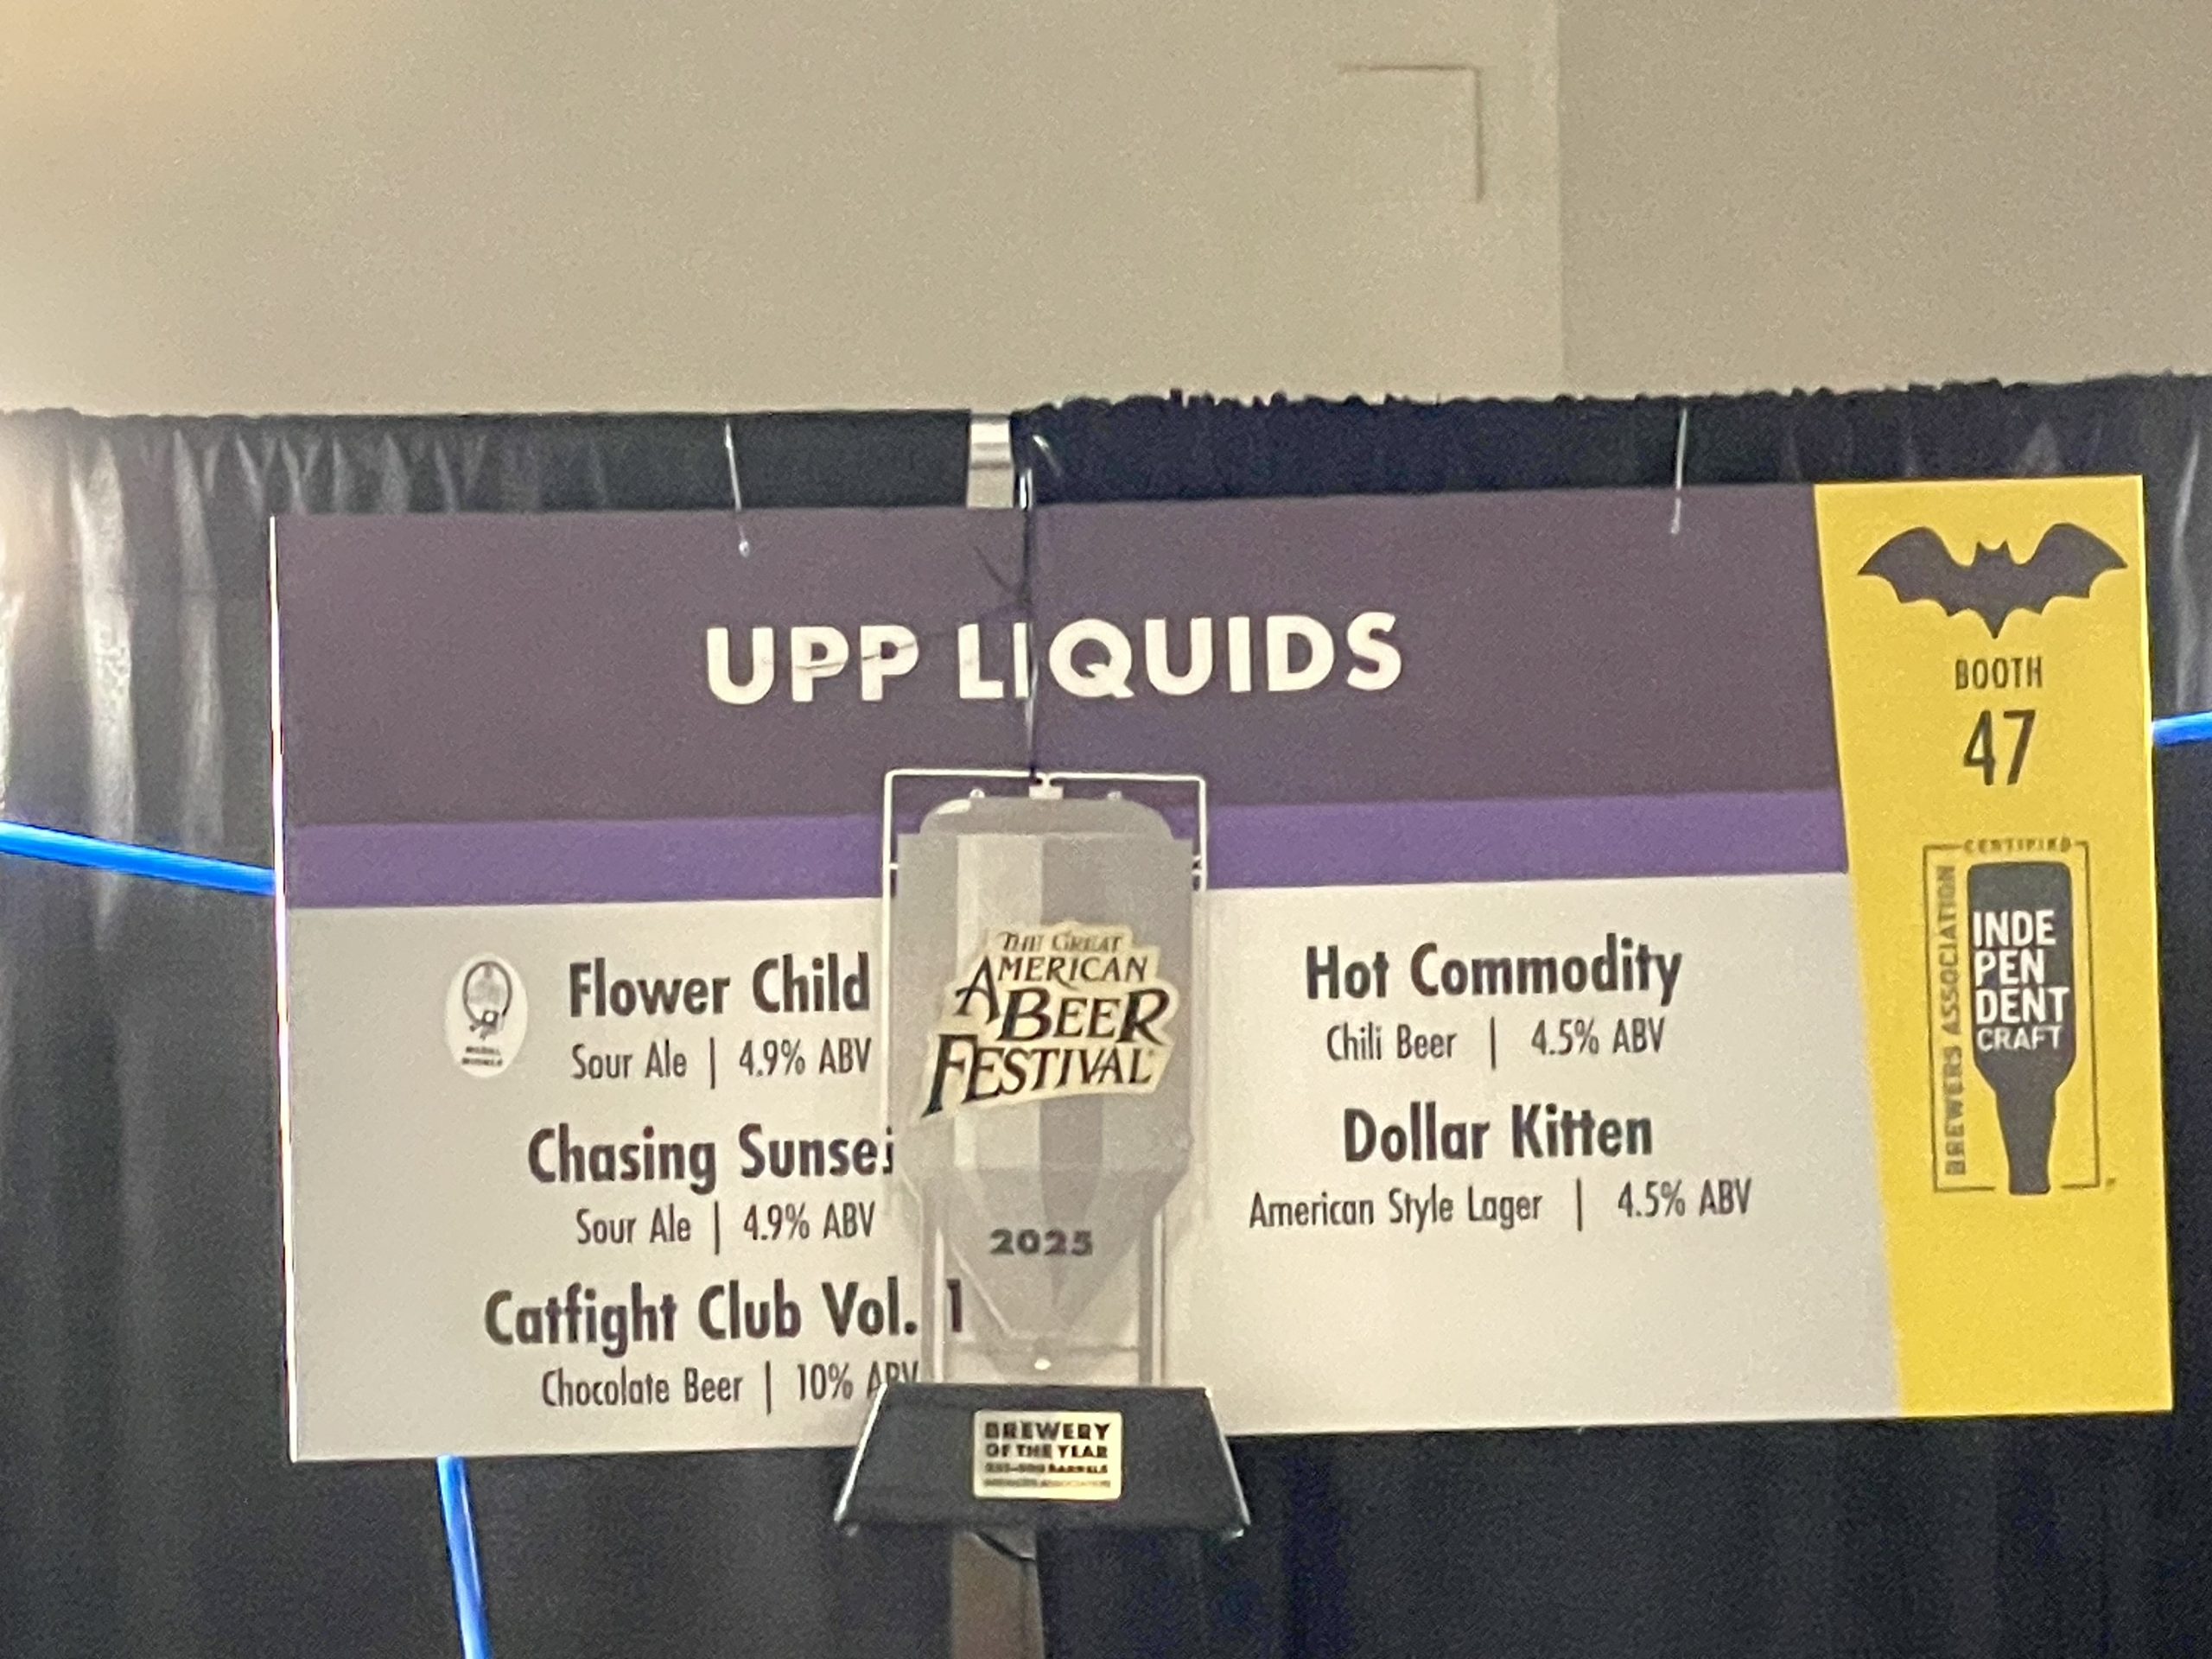 UPP LIQUIDS
BOOTH
47
CERTIFIED
BREWERS ASSOCIATION
INDE
PEN
DENT
CRAFT
Flower Child
Sour Ale | 4.9% ABV
Chasing
Sour Ale | 4.9% ABV
Catfight Club Vol. 1
Chocolate Beer | 10% ABV
Hot Commodity
Chili Beer | 4.5% ABV
Dollar Kitten
American Style Lager | 4.5% ABV
THE GREAT
AMERICAN
BEER
FESTIVAL
2025
BREWERY
OF THE YEAR